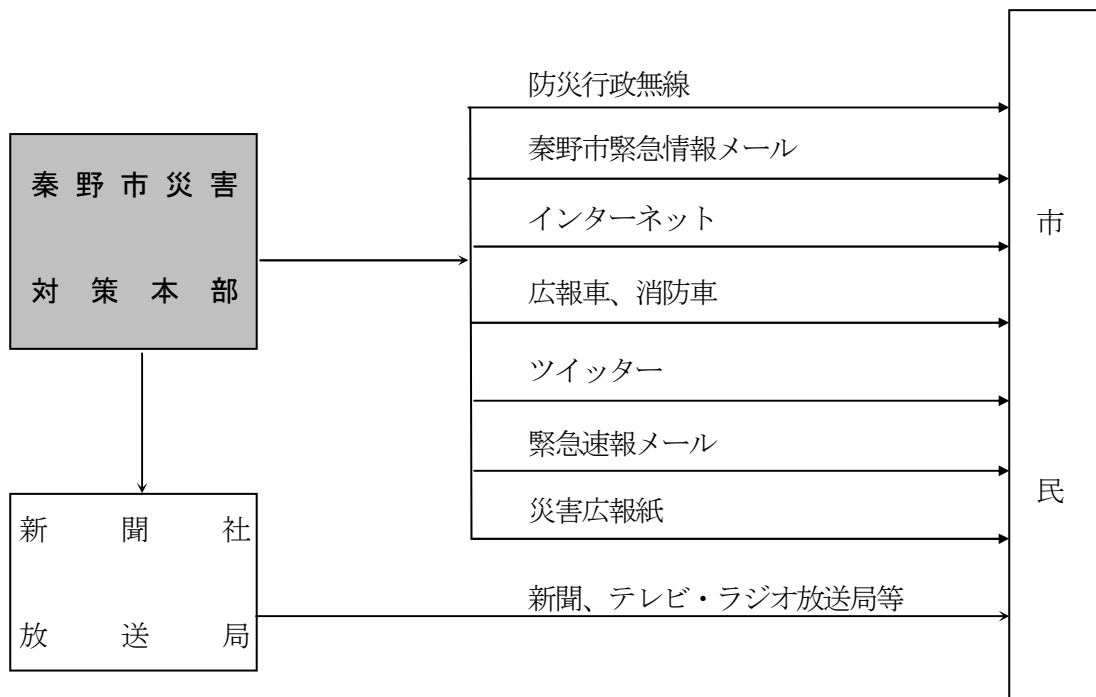 防災行政無線
秦野市災害
対策本部
秦野市緊急情報メール
インターネット
広報車、消防車
ツイッター
緊急速報メール
災害広報紙
新聞社
放送局
新聞、テレビ・ラジオ放送局等
市
民